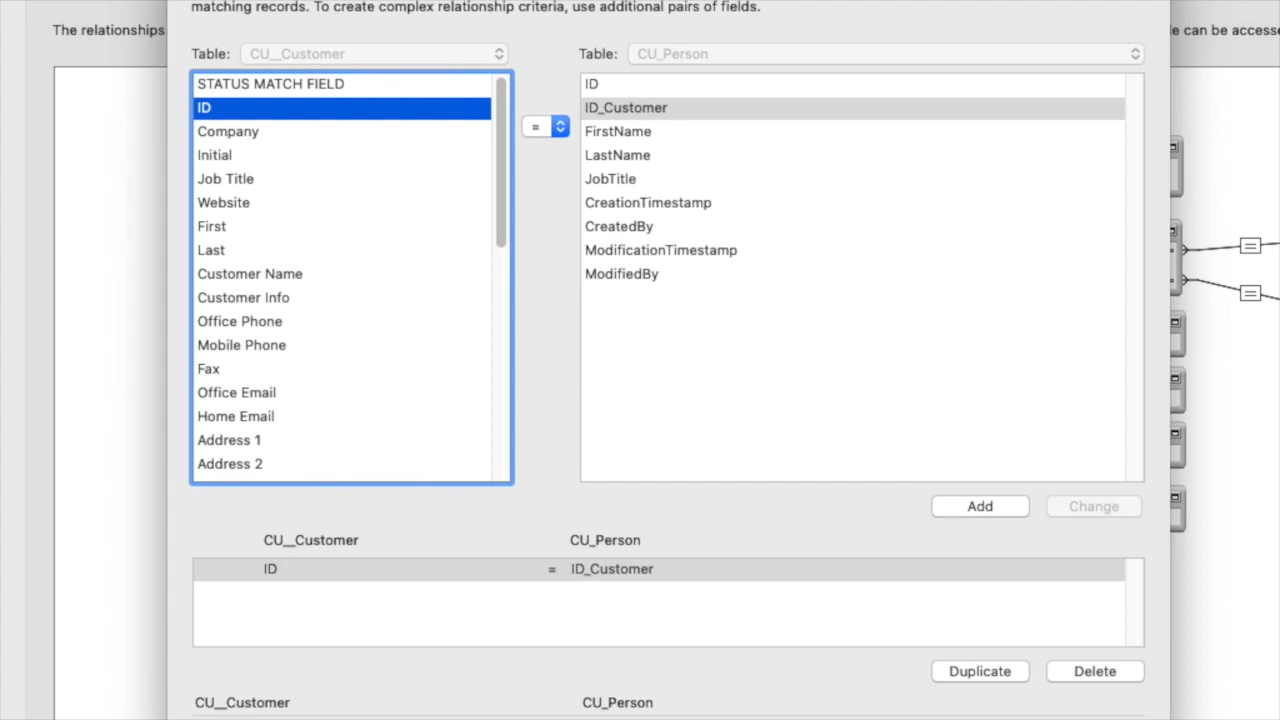 matching records. To create complex relationship criteria, use additional pairs of fields.
The relationships
le can be accesse
Table: CU__Customer
Table: CU_Person
STATUS MATCH FIELD
ID
Company
Initial
Job Title
Website
First
Last
Customer Name
Customer Info
Office Phone
Mobile Phone
Fax
Office Email
Home Email
Address 1
Address 2
=
ID
ID_Customer
FirstName
LastName
JobTitle
CreationTimestamp
CreatedBy
ModificationTimestamp
ModifiedBy
Add Change
CU__Customer CU_Person
ID = ID_Customer
Duplicate Delete
CU__Customer CU_Person